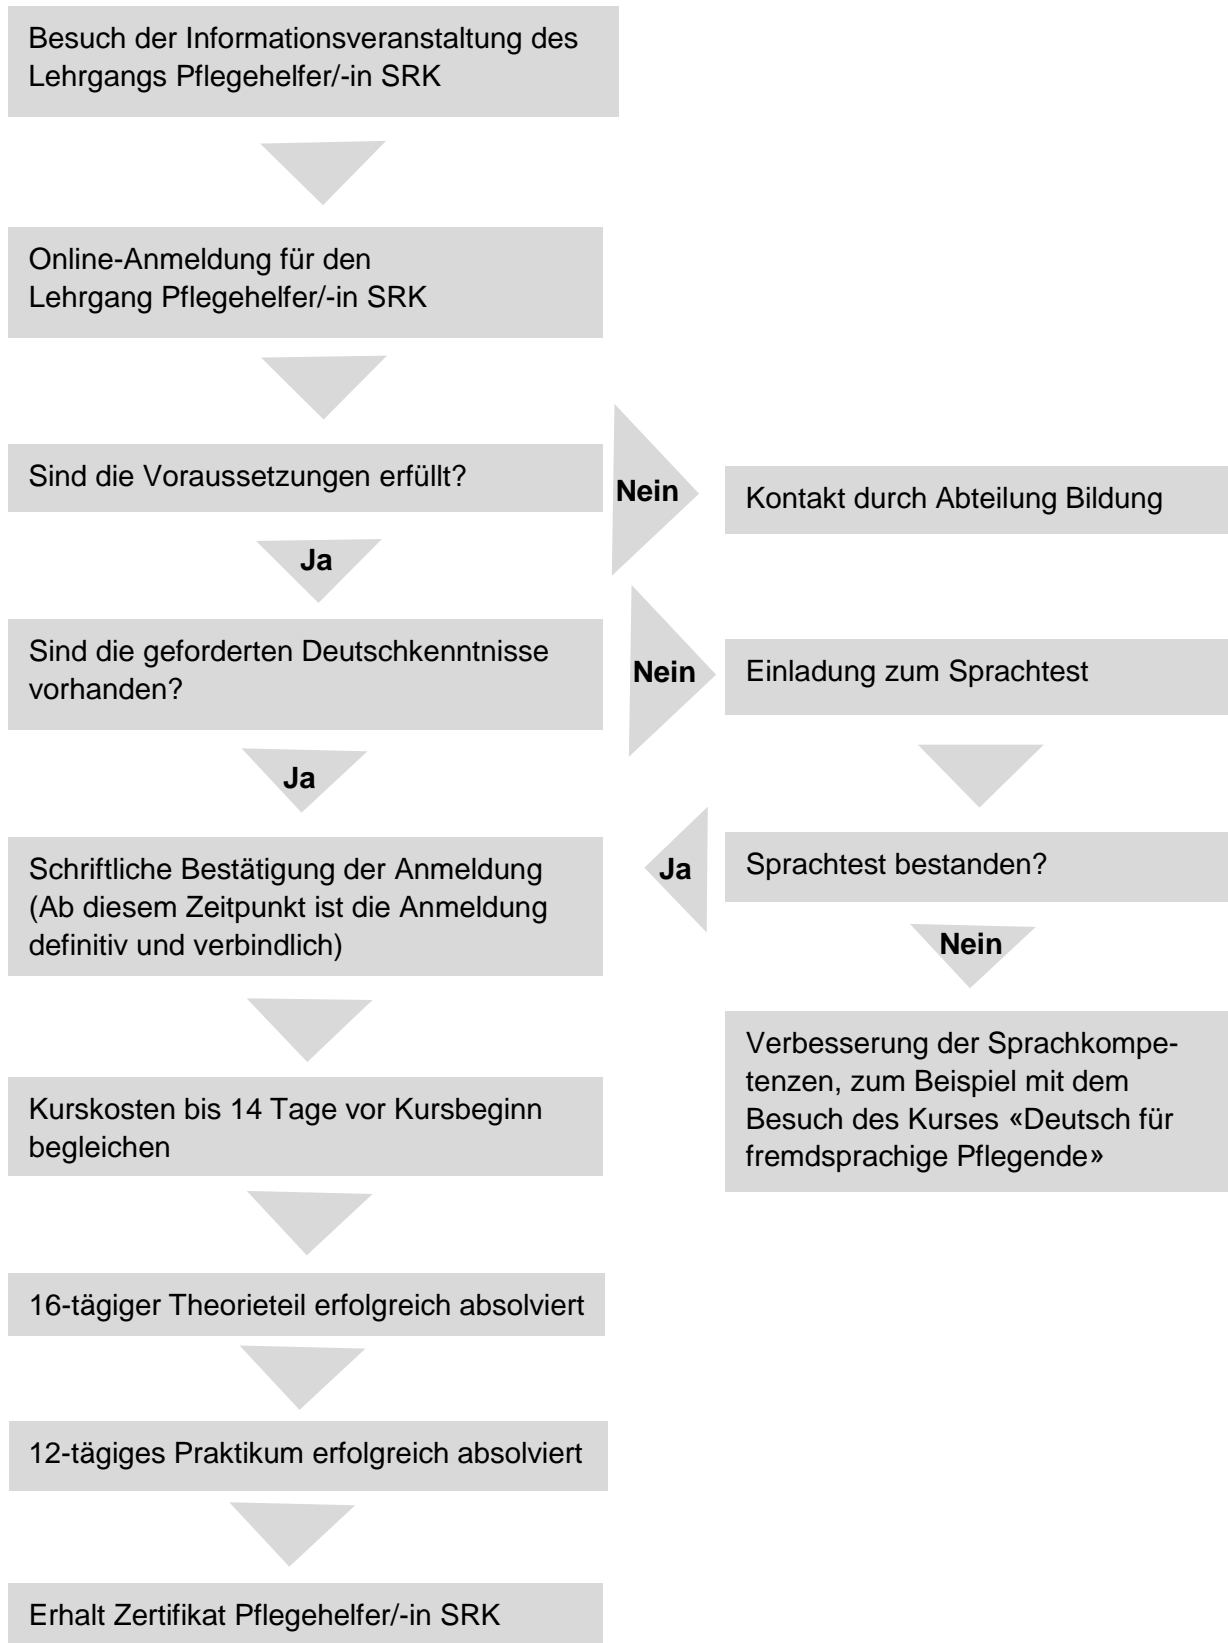 Besuch der Informationsveranstaltung des
Lehrgangs Pflegehelfer/-in SRK
Online-Anmeldung für den
Lehrgang Pflegehelfer/-in SRK
Sind die Voraussetzungen erfüllt?
Nein
Kontakt durch Abteilung Bildung
Ja
Sind die geforderten Deutschkenntnisse
vorhanden?
Nein
Einladung zum Sprachtest
Ja
Schriftliche Bestätigung der Anmeldung
(Ab diesem Zeitpunkt ist die Anmeldung
definitiv und verbindlich)
Ja
Sprachtest bestanden?
Nein
Verbesserung der Sprachkompe-
tenzen, zum Beispiel mit dem
Besuch des Kurses «Deutsch für
fremdsprachige Pflegende»
Kurskosten bis 14 Tage vor Kursbeginn
begleichen
16-tägiger Theorieteil erfolgreich absolviert
12-tägiges Praktikum erfolgreich absolviert
Erhalt Zertifikat Pflegehelfer/-in SRK